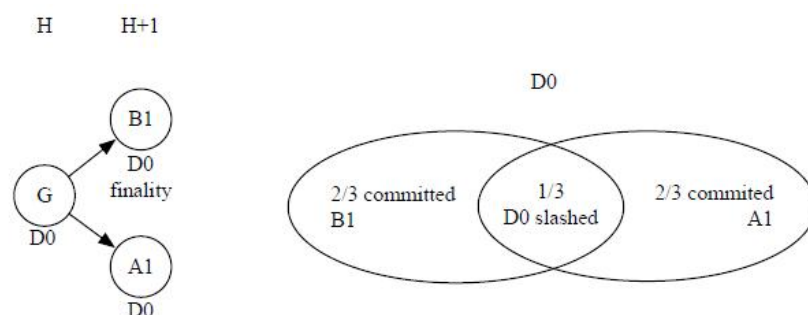 H H+1
B1
D0
finality
G
D0
A1
D0
D0
2/3 committed
B1
1/3
D0 slashed
2/3 commited
A1